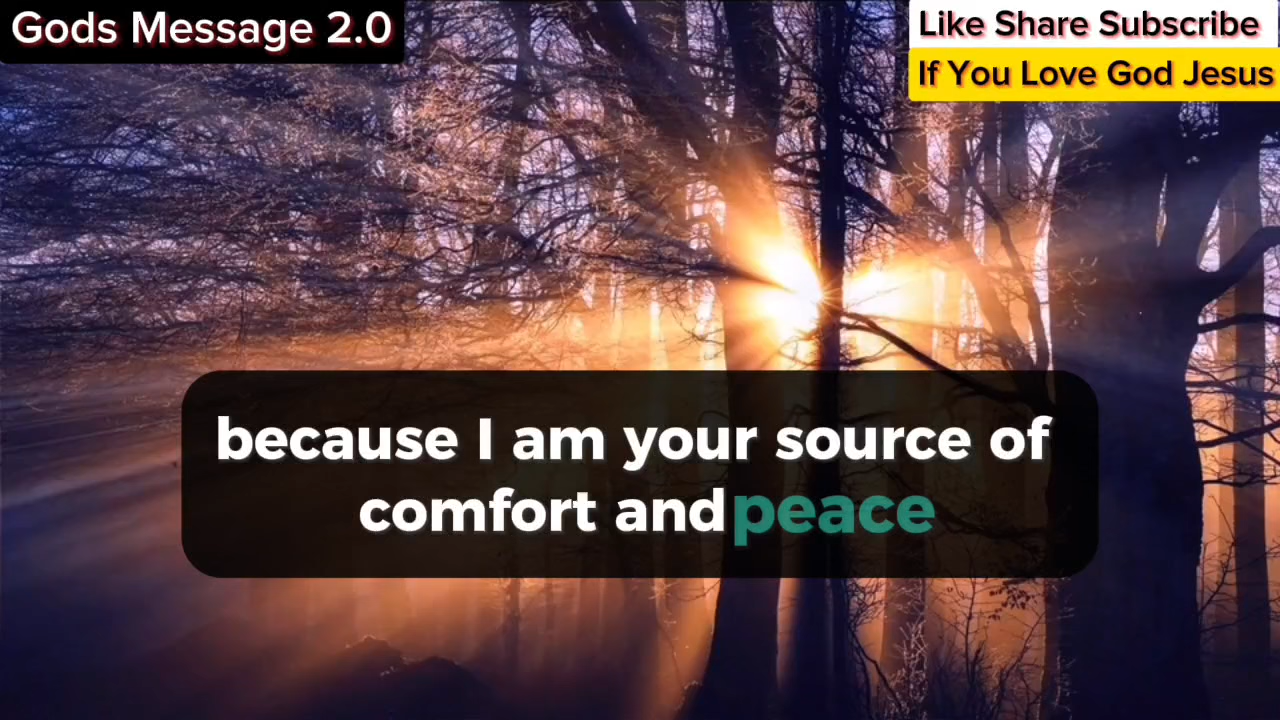 Gods Message 2.0
Like Share Subscribe
If You Love God Jesus
because I am your source of
comfort and peace